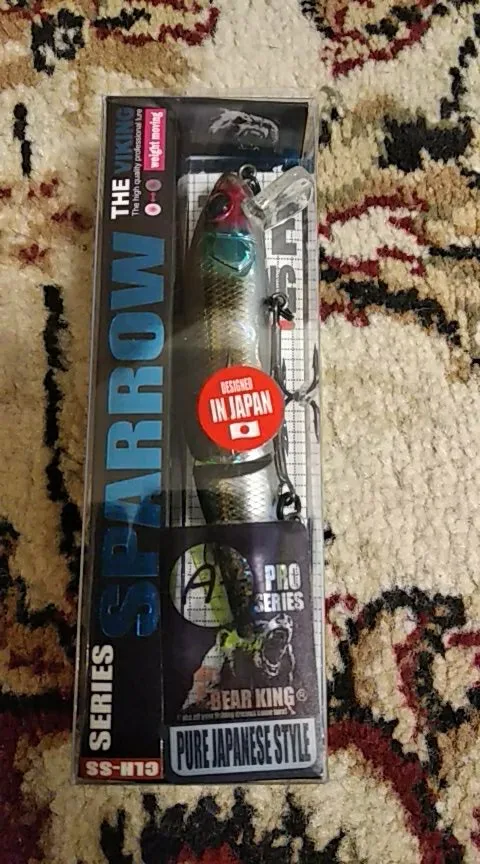 THE VIKING
The high quality professional lure
weight moving
SPARROW
SERIES
CLH-SS
DESIGNED
IN JAPAN
A
PRO
SERIES
BEAR KING®
PURE JAPANESE STYLE